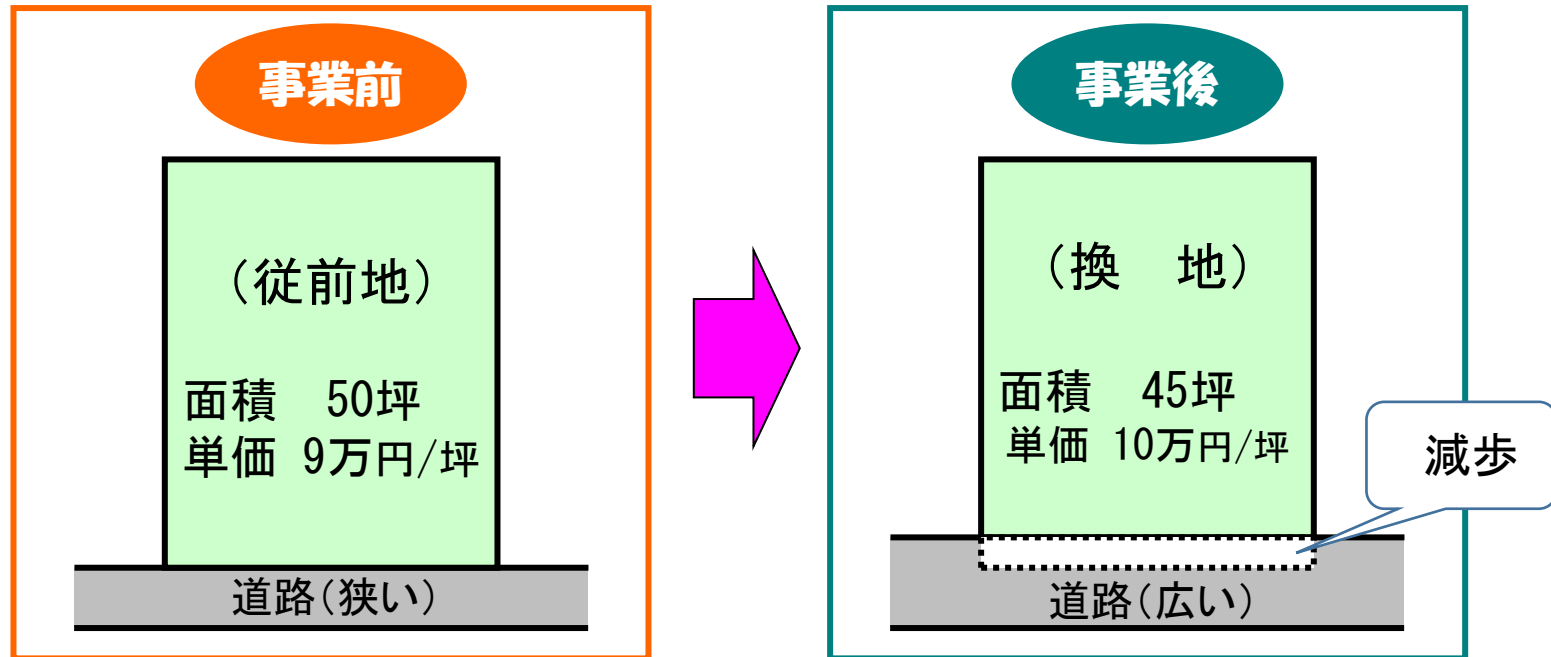 事業前
(従前地)
面積 50坪
単価 9万円/坪
道路(狭い)
事業後
(換 地)
面積 45坪
単価 10万円/坪
減歩
道路(広い)